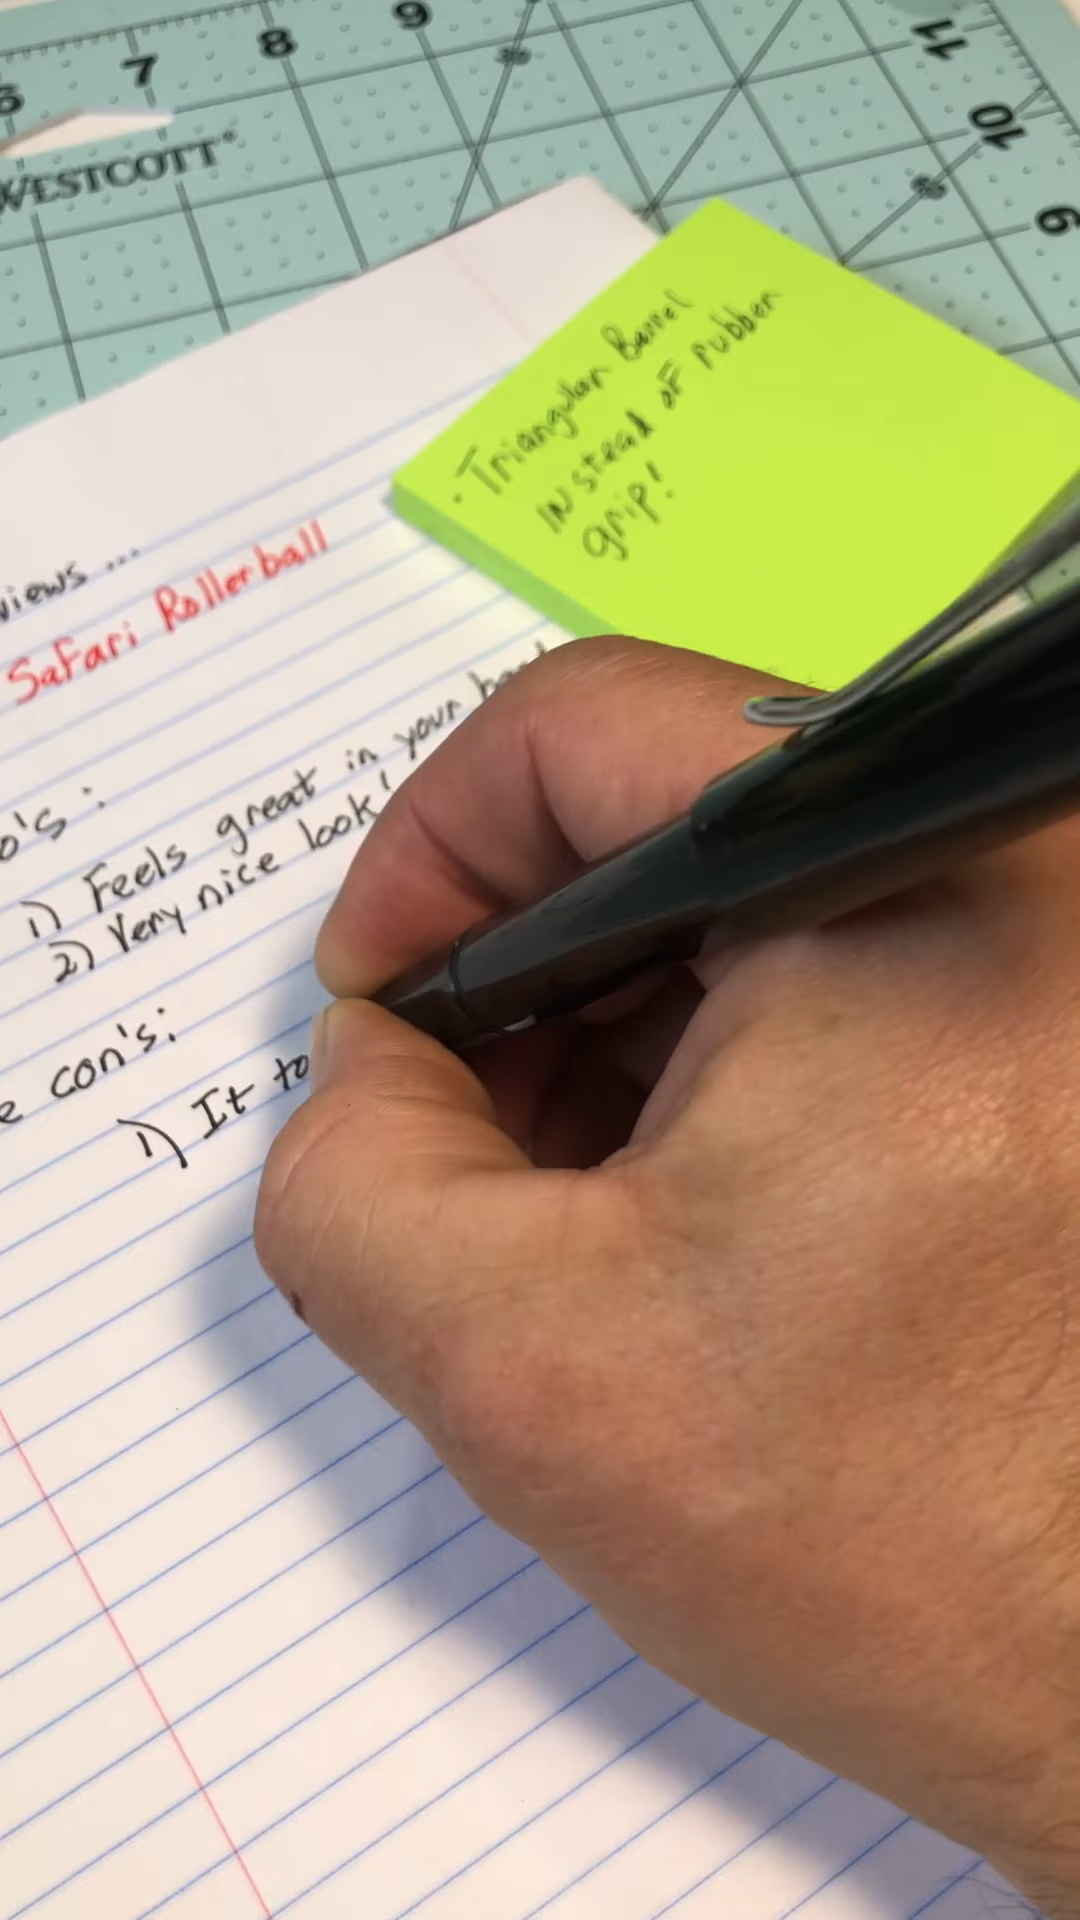 6 7 8 9
11
10
9
WESTCOTT
· Triangular Barrel
INstead of rubber
grip!
views ...
Safari Rollerball
o's:
1) Feels great in your
2) Very nice look!
e con's:
1) It to